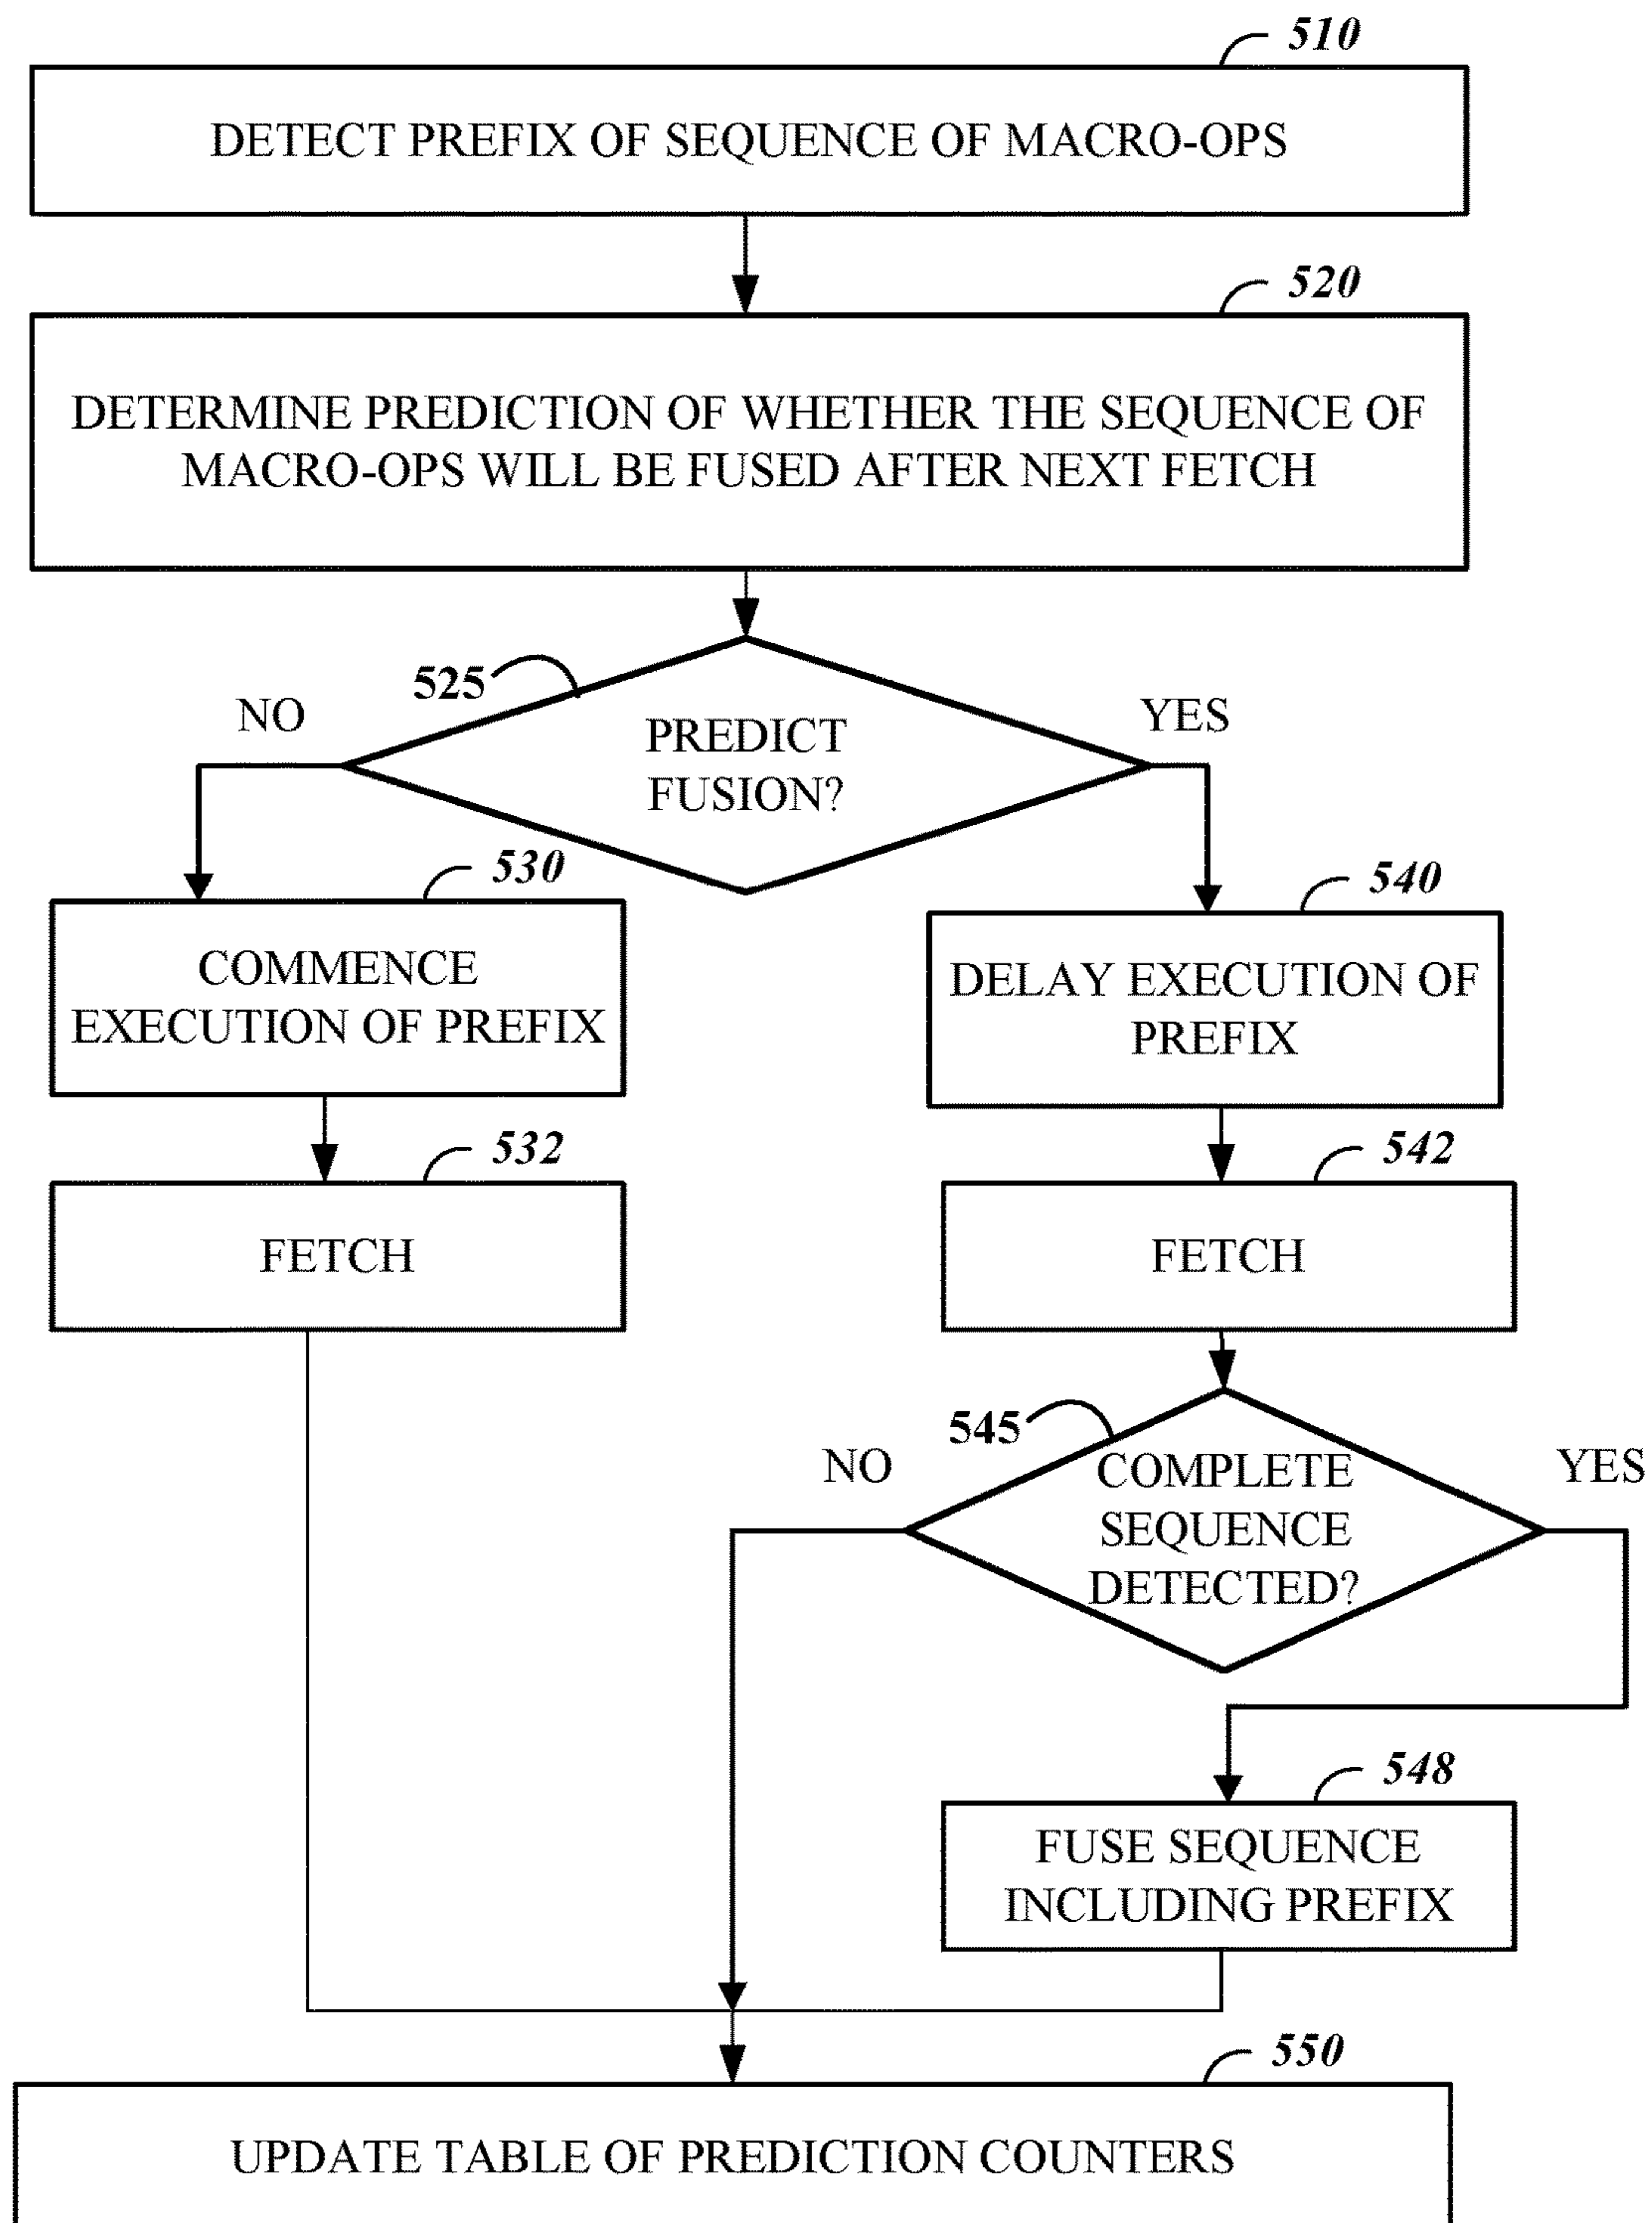 510
DETECT PREFIX OF SEQUENCE OF MACRO-OPS
520
DETERMINE PREDICTION OF WHETHER THE SEQUENCE OF
MACRO-OPS WILL BE FUSED AFTER NEXT FETCH
525
NO
YES
PREDICT
FUSION?
530
COMMENCE
EXECUTION OF PREFIX
540
DELAY EXECUTION OF
PREFIX
532
FETCH
542
FETCH
545
NO
YES
COMPLETE
SEQUENCE
DETECTED?
548
FUSE SEQUENCE
INCLUDING PREFIX
550
UPDATE TABLE OF PREDICTION COUNTERS